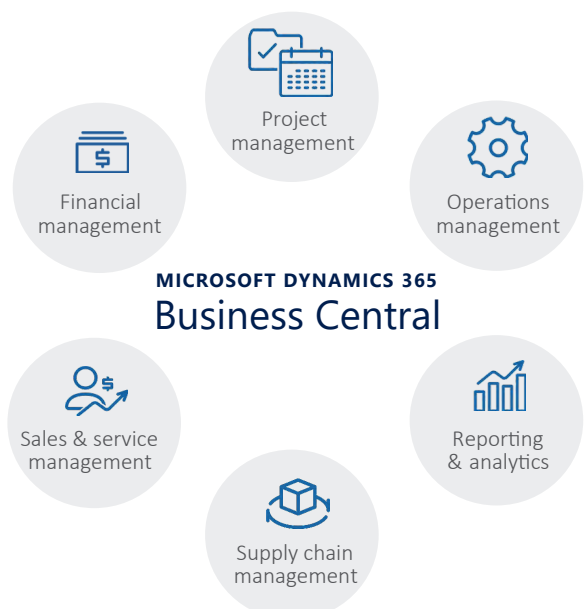 Project
management
Financial
management
Operations
management
MICROSOFT DYNAMICS 365
Business Central
Sales & service
management
Reporting
& analytics
Supply chain
management